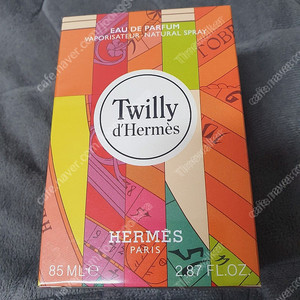 EAU DE PARFUM
VAPORISATEUR-NATURAL SPRAY
Twilly
d'Hermès
HERMÈS
PARIS
85 ML℮
2.87 FL.OZ.